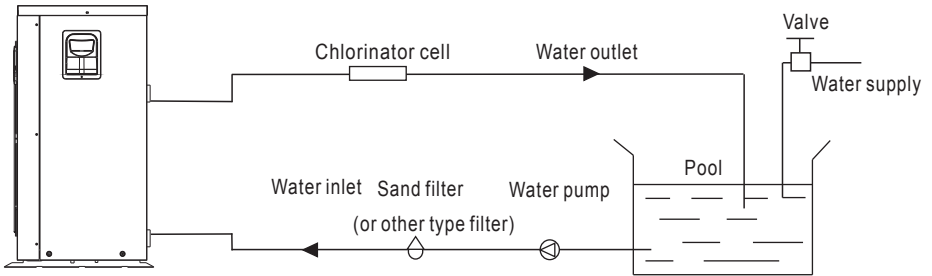 Valve
Chlorinator cell
Water outlet
Water supply
Pool
Water inlet
Sand filter
(or other type filter)
Water pump